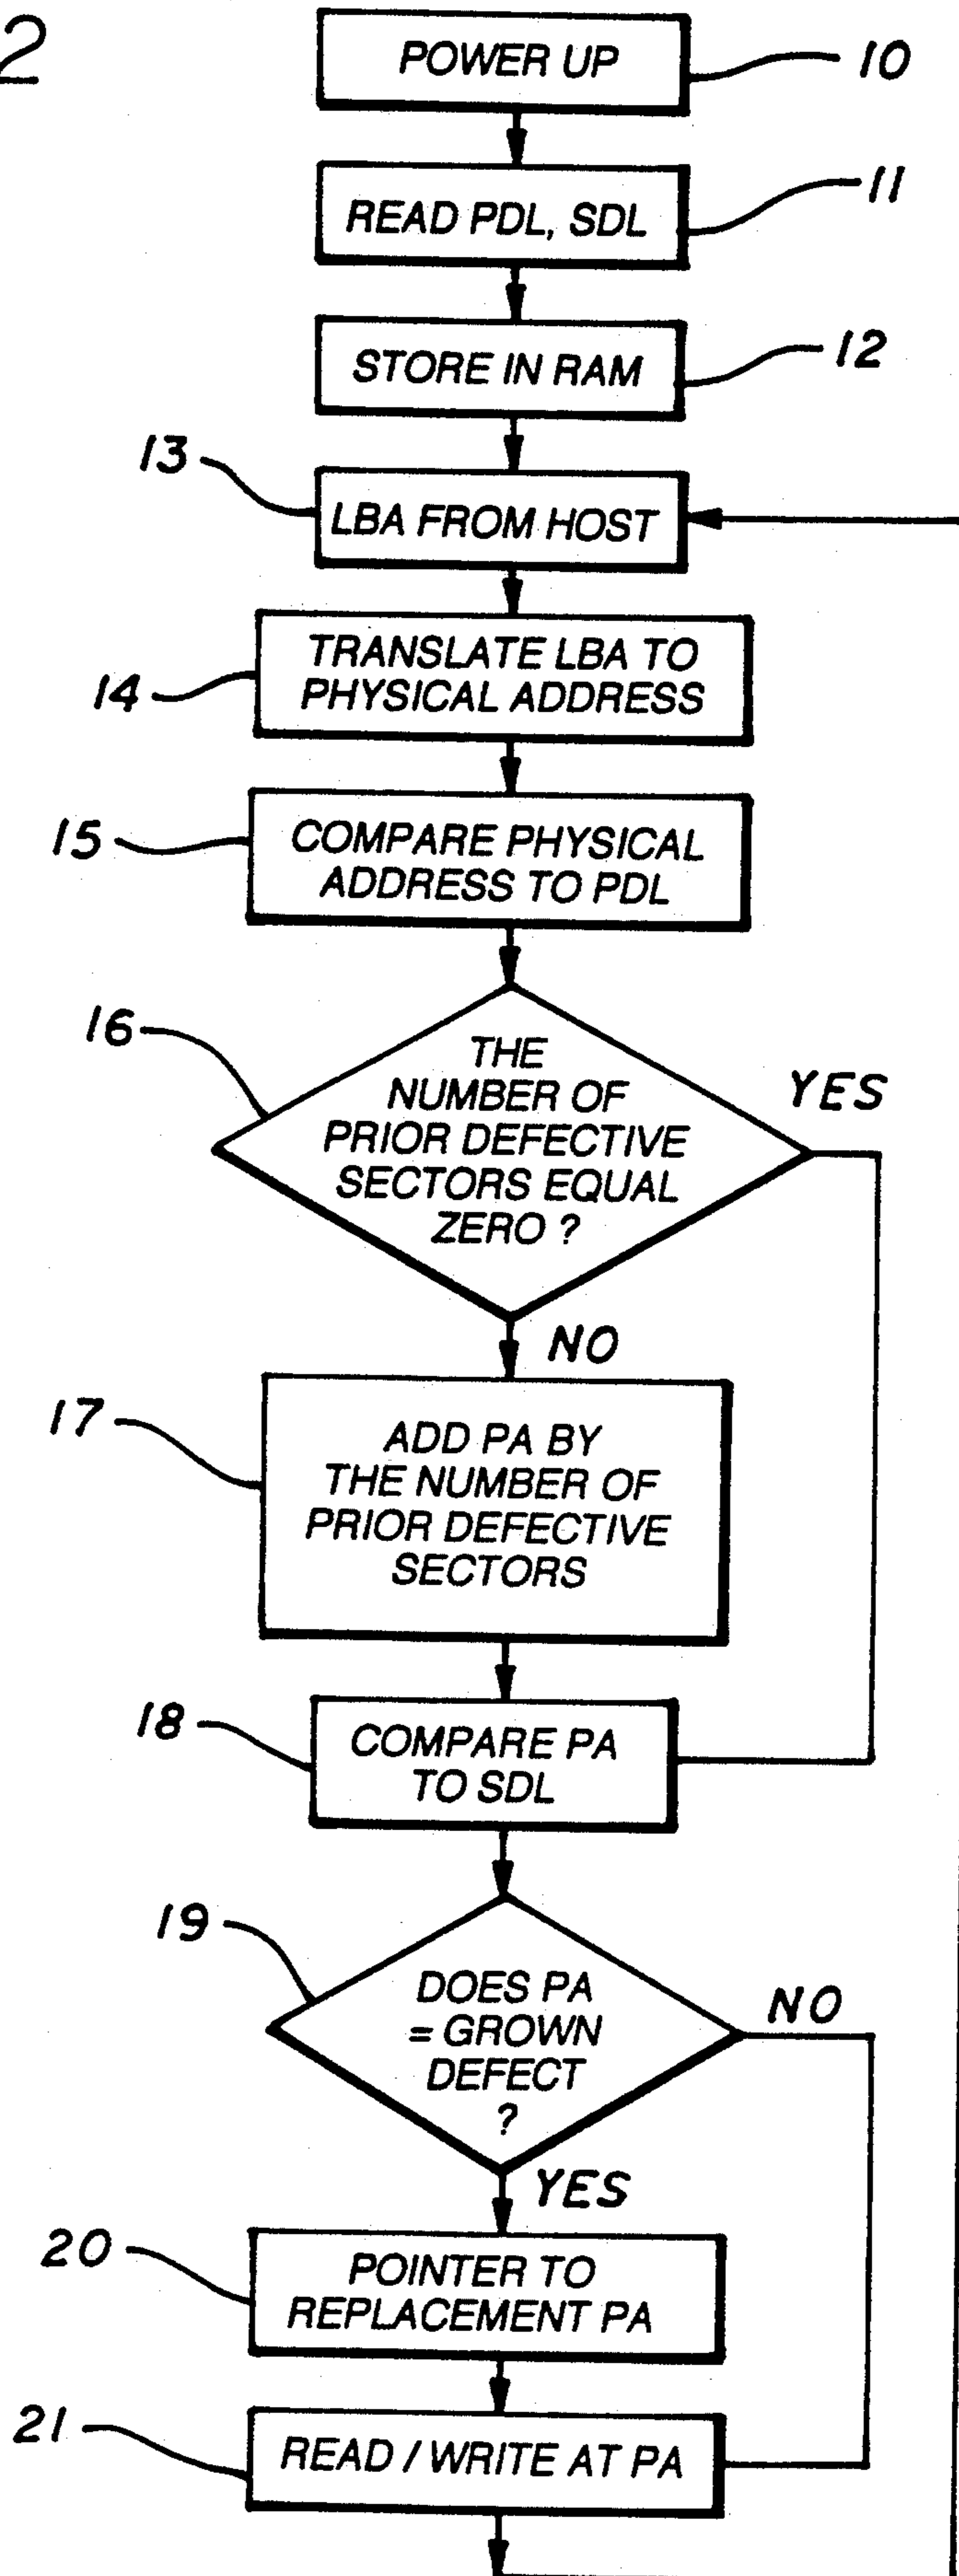 2
POWER UP
10
READ PDL, SDL
11
STORE IN RAM
12
13
LBA FROM HOST
14
TRANSLATE LBA TO
PHYSICAL ADDRESS
15
COMPARE PHYSICAL
ADDRESS TO PDL
16
THE
NUMBER OF
PRIOR DEFECTIVE
SECTORS EQUAL
ZERO ?
YES
NO
17
ADD PA BY
THE NUMBER OF
PRIOR DEFECTIVE
SECTORS
18
COMPARE PA
TO SDL
19
DOES PA
= GROWN
DEFECT
?
NO
YES
20
POINTER TO
REPLACEMENT PA
21
READ / WRITE AT PA